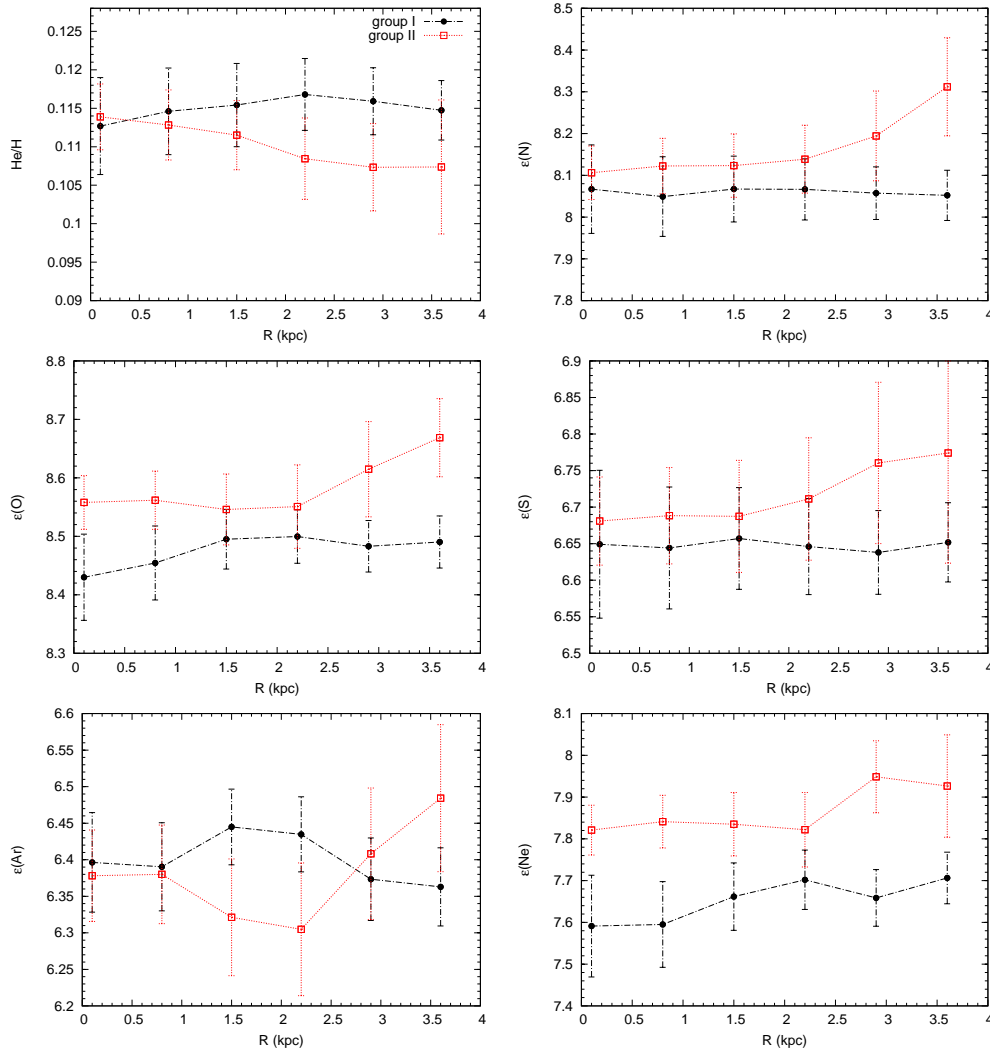 group I
group II
He/H
0.125
0.12
0.115
0.11
0.105
0.1
0.095
0.09
0 0.5 1 1.5 2 2.5 3 3.5 4
R (kpc)
ε(N)
8.5
8.4
8.3
8.2
8.1
8
7.9
7.8
0 0.5 1 1.5 2 2.5 3 3.5 4
R (kpc)
ε(O)
8.8
8.7
8.6
8.5
8.4
8.3
0 0.5 1 1.5 2 2.5 3 3.5 4
R (kpc)
ε(S)
6.9
6.85
6.8
6.75
6.7
6.65
6.6
6.55
6.5
0 0.5 1 1.5 2 2.5 3 3.5 4
R (kpc)
ε(Ar)
6.6
6.55
6.5
6.45
6.4
6.35
6.3
6.25
6.2
0 0.5 1 1.5 2 2.5 3 3.5 4
R (kpc)
ε(Ne)
8.1
8
7.9
7.8
7.7
7.6
7.5
7.4
0 0.5 1 1.5 2 2.5 3 3.5 4
R (kpc)